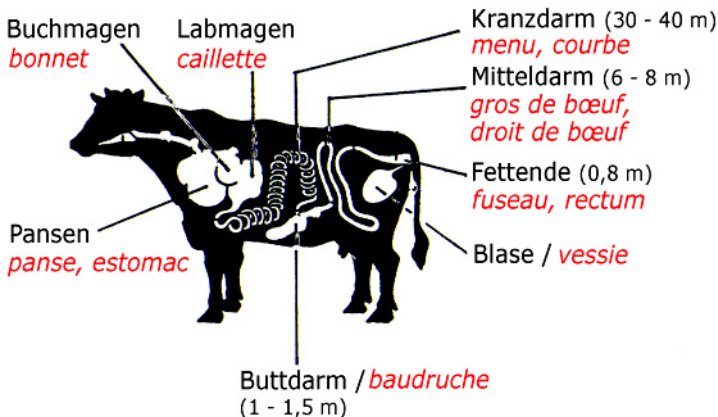 Buchmagen
bonnet
Labmagen
caillette
Kranzdarm (30 - 40 m)
menu, courbe
Mitteldarm (6 - 8 m)
gros de bœuf,
droit de bœuf
Fettende (0,8 m)
fuseau, rectum
Pansen
panse, estomac
Blase / vessie
Buttdarm / baudruche
(1 - 1,5 m)